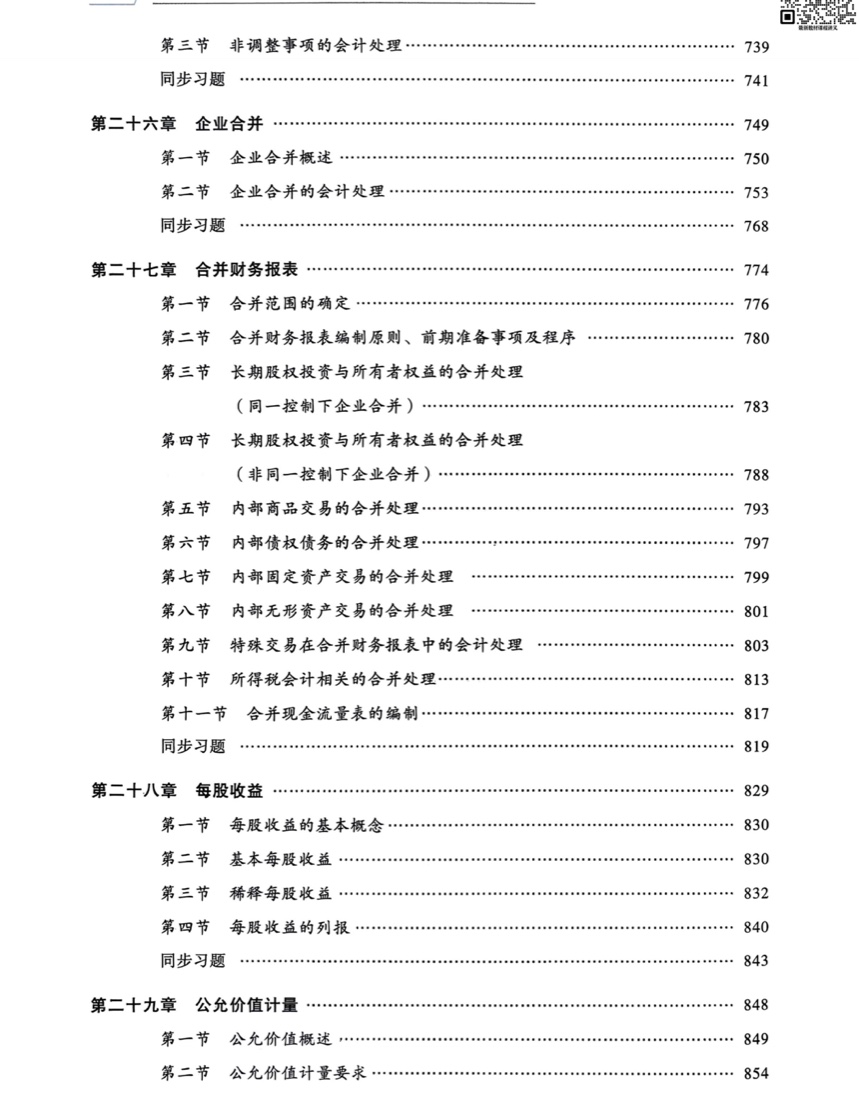 第三节 非调整事项的会计处理…………………… 739
同步习题 …………………… 741
第二十六章 企业合并 …………………… 749
第一节 企业合并概述 …………………… 750
第二节 企业合并的会计处理 …………………… 753
同步习题 …………………… 768
第二十七章 合并财务报表 …………………… 774
第一节 合并范围的确定 …………………… 776
第二节 合并财务报表编制原则、前期准备事项及程序 …………………… 780
第三节 长期股权投资与所有者权益的合并处理
(同一控制下企业合并) …………………… 783
第四节 长期股权投资与所有者权益的合并处理
(非同一控制下企业合并) …………………… 788
第五节 内部商品交易的合并处理 …………………… 793
第六节 内部债权债务的合并处理 …………………… 797
第七节 内部固定资产交易的合并处理 …………………… 799
第八节 内部无形资产交易的合并处理 …………………… 801
第九节 特殊交易在合并财务报表中的会计处理 …………………… 803
第十节 所得税会计相关的合并处理 …………………… 813
第十一节 合并现金流量表的编制 …………………… 817
同步习题 …………………… 819
第二十八章 每股收益 …………………… 829
第一节 每股收益的基本概念 …………………… 830
第二节 基本每股收益 …………………… 830
第三节 稀释每股收益 …………………… 832
第四节 每股收益的列报 …………………… 840
同步习题 …………………… 843
第二十九章 公允价值计量 …………………… 848
第一节 公允价值概述 …………………… 849
第二节 公允价值计量要求 …………………… 854